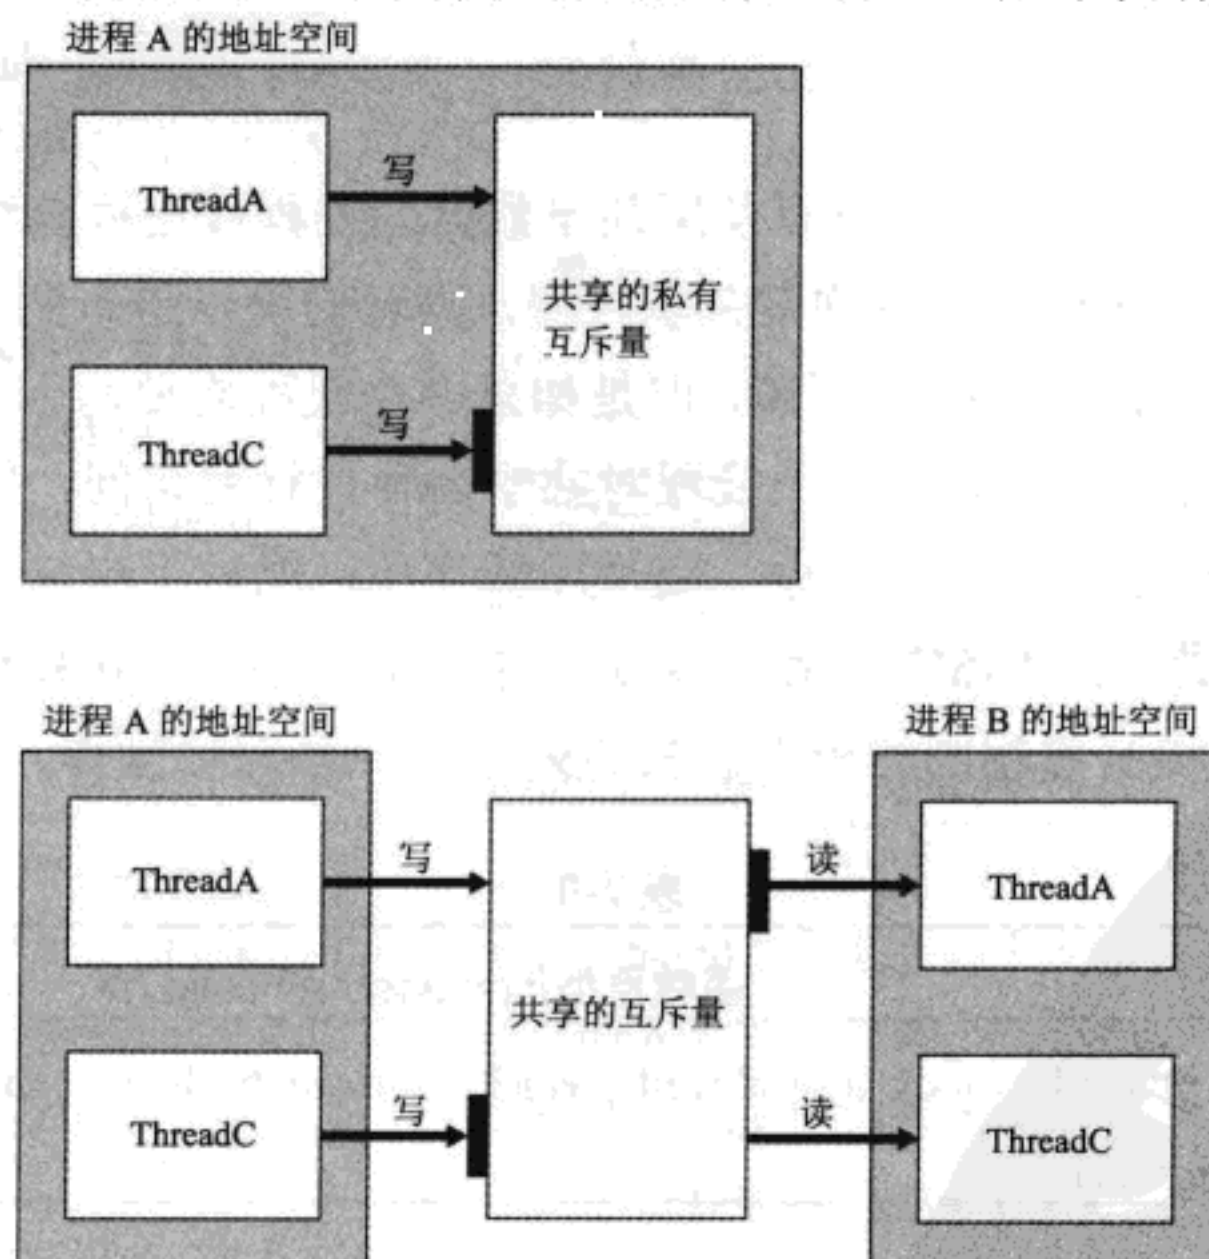 进程 A 的地址空间
ThreadA
写
共享的私有
互斥量
ThreadC
写
进程 A 的地址空间
进程 B 的地址空间
ThreadA
写
读
ThreadA
共享的互斥量
ThreadC
写
读
ThreadC